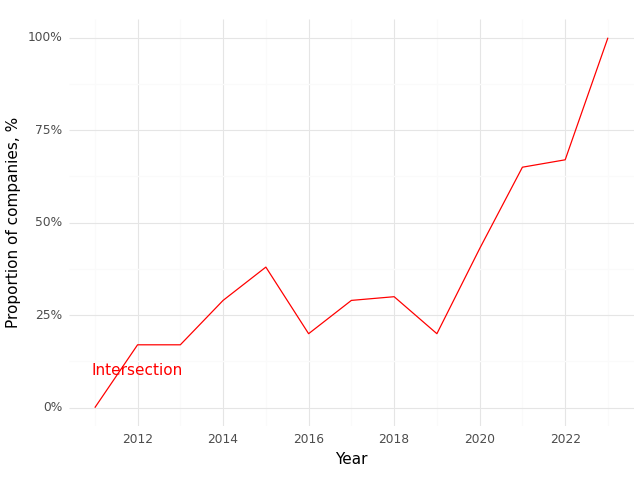 100%
75%
50%
25%
0%
Proportion of companies, %
Intersection
2012 2014 2016 2018 2020 2022
Year